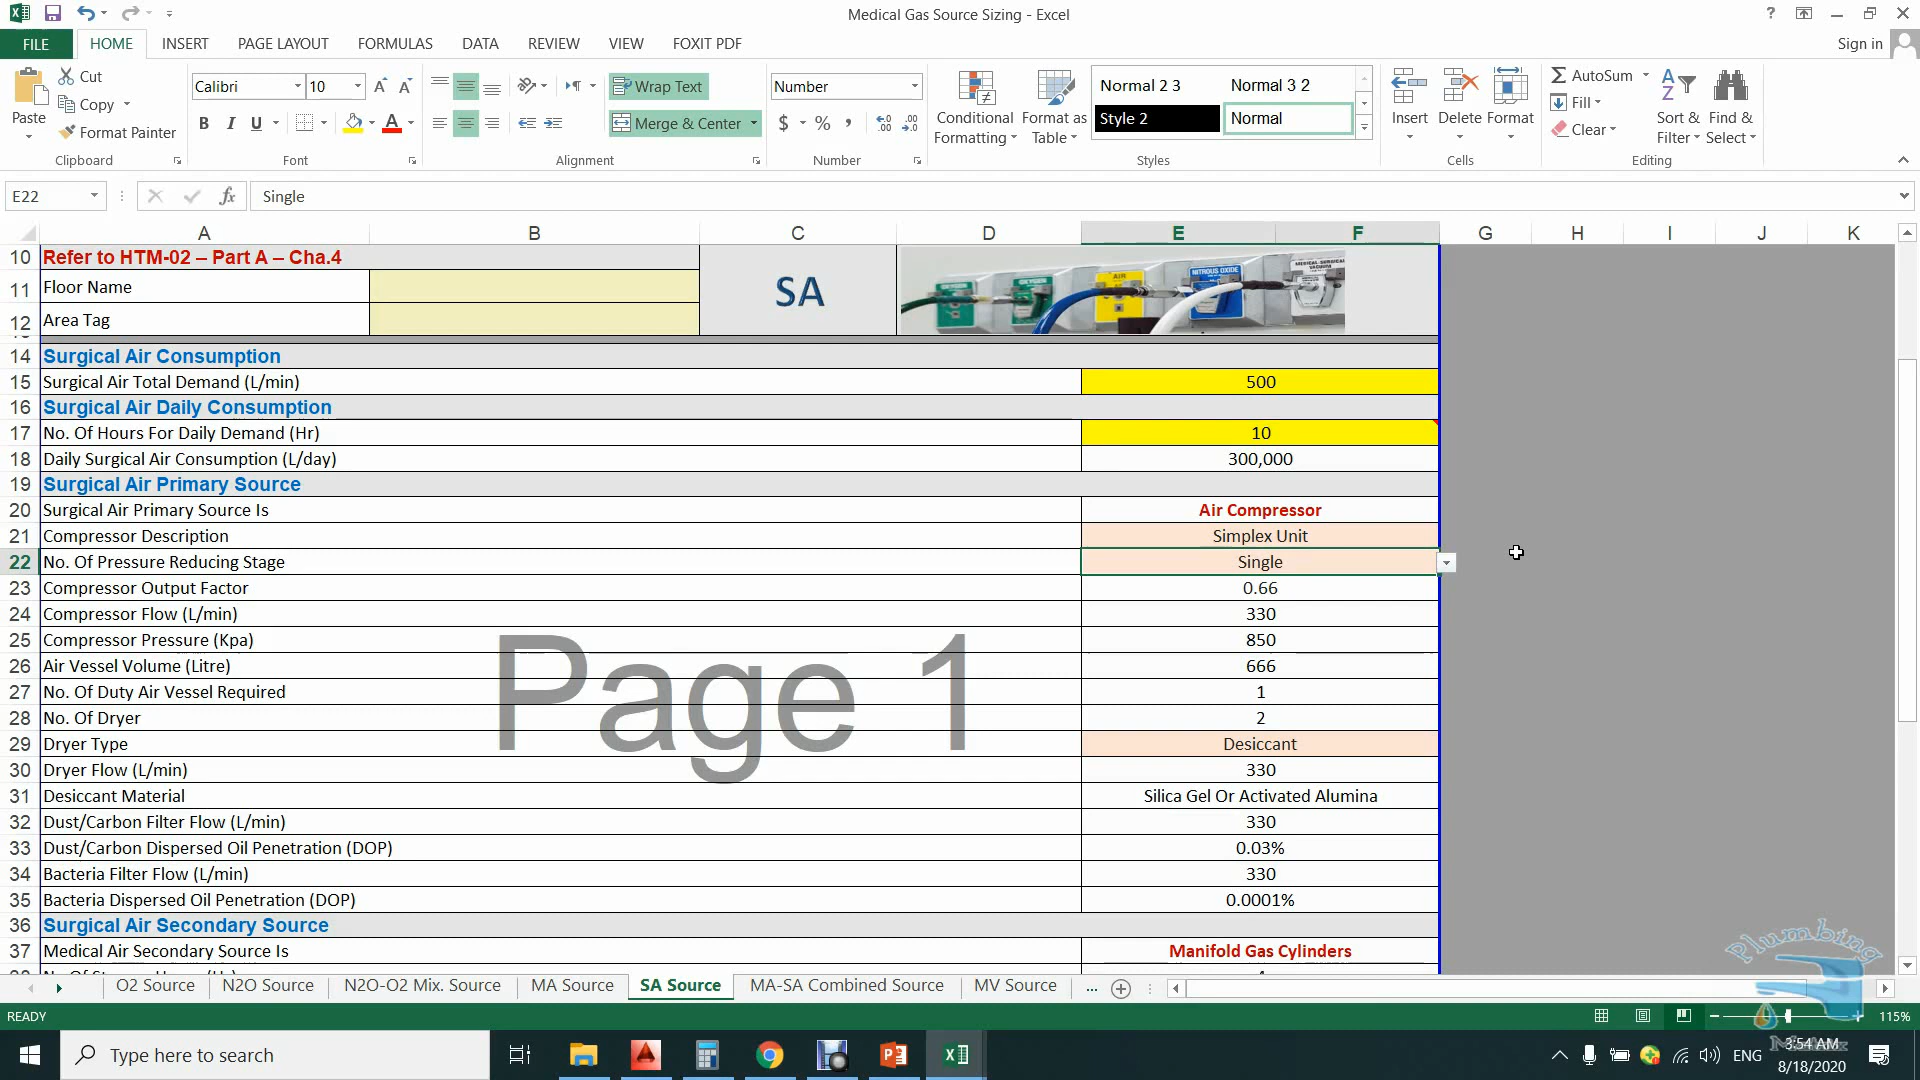 Medical Gas Source Sizing - Excel
?
FILE HOME INSERT PAGE LAYOUT FORMULAS DATA REVIEW VIEW FOXIT PDF Sign in
Paste Cut
Copy
Format Painter
Clipboard
Calibri 10
B I U A
Font
Wrap Text
Merge & Center
Alignment
Number
$ % ,
Number
Conditional Formatting
Format as Table
Normal 2 3 Normal 3 2
Style 2 Normal
Styles
Insert Delete Format
Cells
AutoSum
Fill
Clear
Sort & Filter
Find & Select
Editing
E22 fx Single
A B C D E F G H I J K
10 Refer to HTM-02 – Part A – Cha.4
11 Floor Name
12 Area Tag
SA
OXYGEN OXYGEN AIR NITROUS OXIDE MEDICAL-SURGICAL VACUUM
14 Surgical Air Consumption
15 Surgical Air Total Demand (L/min) 500
16 Surgical Air Daily Consumption
17 No. Of Hours For Daily Demand (Hr) 10
18 Daily Surgical Air Consumption (L/day) 300,000
19 Surgical Air Primary Source
20 Surgical Air Primary Source Is Air Compressor
21 Compressor Description Simplex Unit
22 No. Of Pressure Reducing Stage Single
23 Compressor Output Factor 0.66
24 Compressor Flow (L/min) 330
25 Compressor Pressure (Kpa) 850
26 Air Vessel Volume (Litre) 666
27 No. Of Duty Air Vessel Required 1
28 No. Of Dryer 2
29 Dryer Type Desiccant
30 Dryer Flow (L/min) 330
31 Desiccant Material Silica Gel Or Activated Alumina
32 Dust/Carbon Filter Flow (L/min) 330
33 Dust/Carbon Dispersed Oil Penetration (DOP) 0.03%
34 Bacteria Filter Flow (L/min) 330
35 Bacteria Dispersed Oil Penetration (DOP) 0.0001%
36 Surgical Air Secondary Source
37 Medical Air Secondary Source Is Manifold Gas Cylinders
Page 1
Plumbing
O2 Source N2O Source N2O-O2 Mix. Source MA Source SA Source MA-SA Combined Source MV Source ...
READY 115%
Type here to search
ENG
3:54 AM
8/18/2020